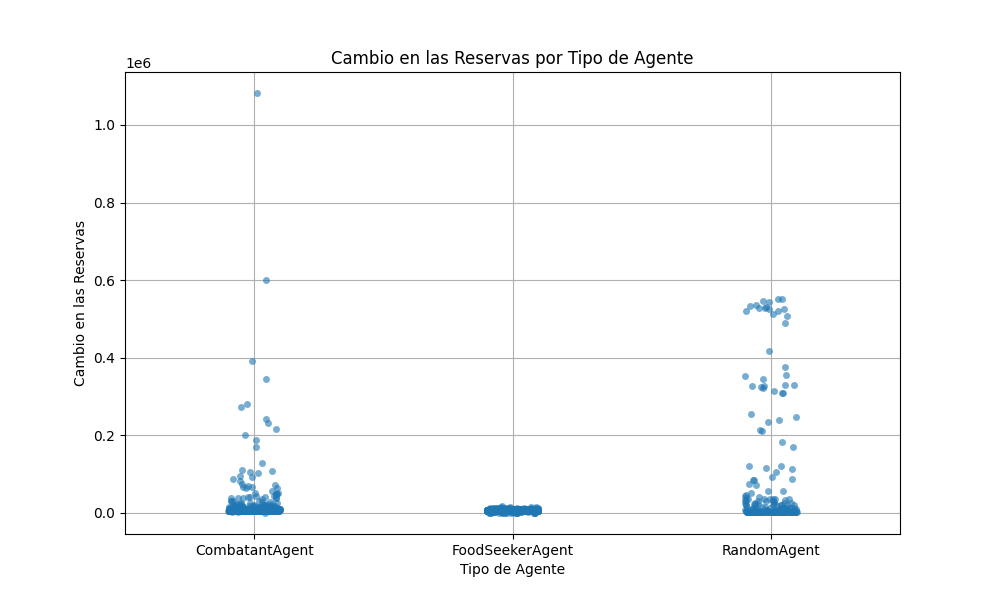 Cambio en las Reservas por Tipo de Agente
1e6
1.0
0.8
0.6
0.4
0.2
0.0
Cambio en las Reservas
CombatantAgent
FoodSeekerAgent
RandomAgent
Tipo de Agente